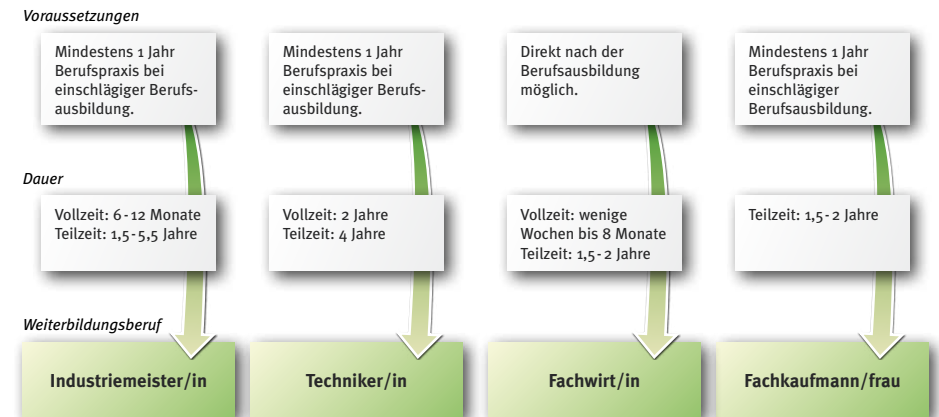 Voraussetzungen
Mindestens 1 Jahr
Berufspraxis bei
einschlägiger Berufs-
ausbildung.
Mindestens 1 Jahr
Berufspraxis bei
einschlägiger Berufs-
ausbildung.
Direkt nach der
Berufsausbildung
möglich.
Mindestens 1 Jahr
Berufspraxis bei
einschlägiger
Berufsausbildung.
Dauer
Vollzeit: 6-12 Monate
Teilzeit: 1,5-5,5 Jahre
Vollzeit: 2 Jahre
Teilzeit: 4 Jahre
Vollzeit: wenige
Wochen bis 8 Monate
Teilzeit: 1,5-2 Jahre
Teilzeit: 1,5-2 Jahre
Weiterbildungsberuf
Industriemeister/in
Techniker/in
Fachwirt/in
Fachkaufmann/frau